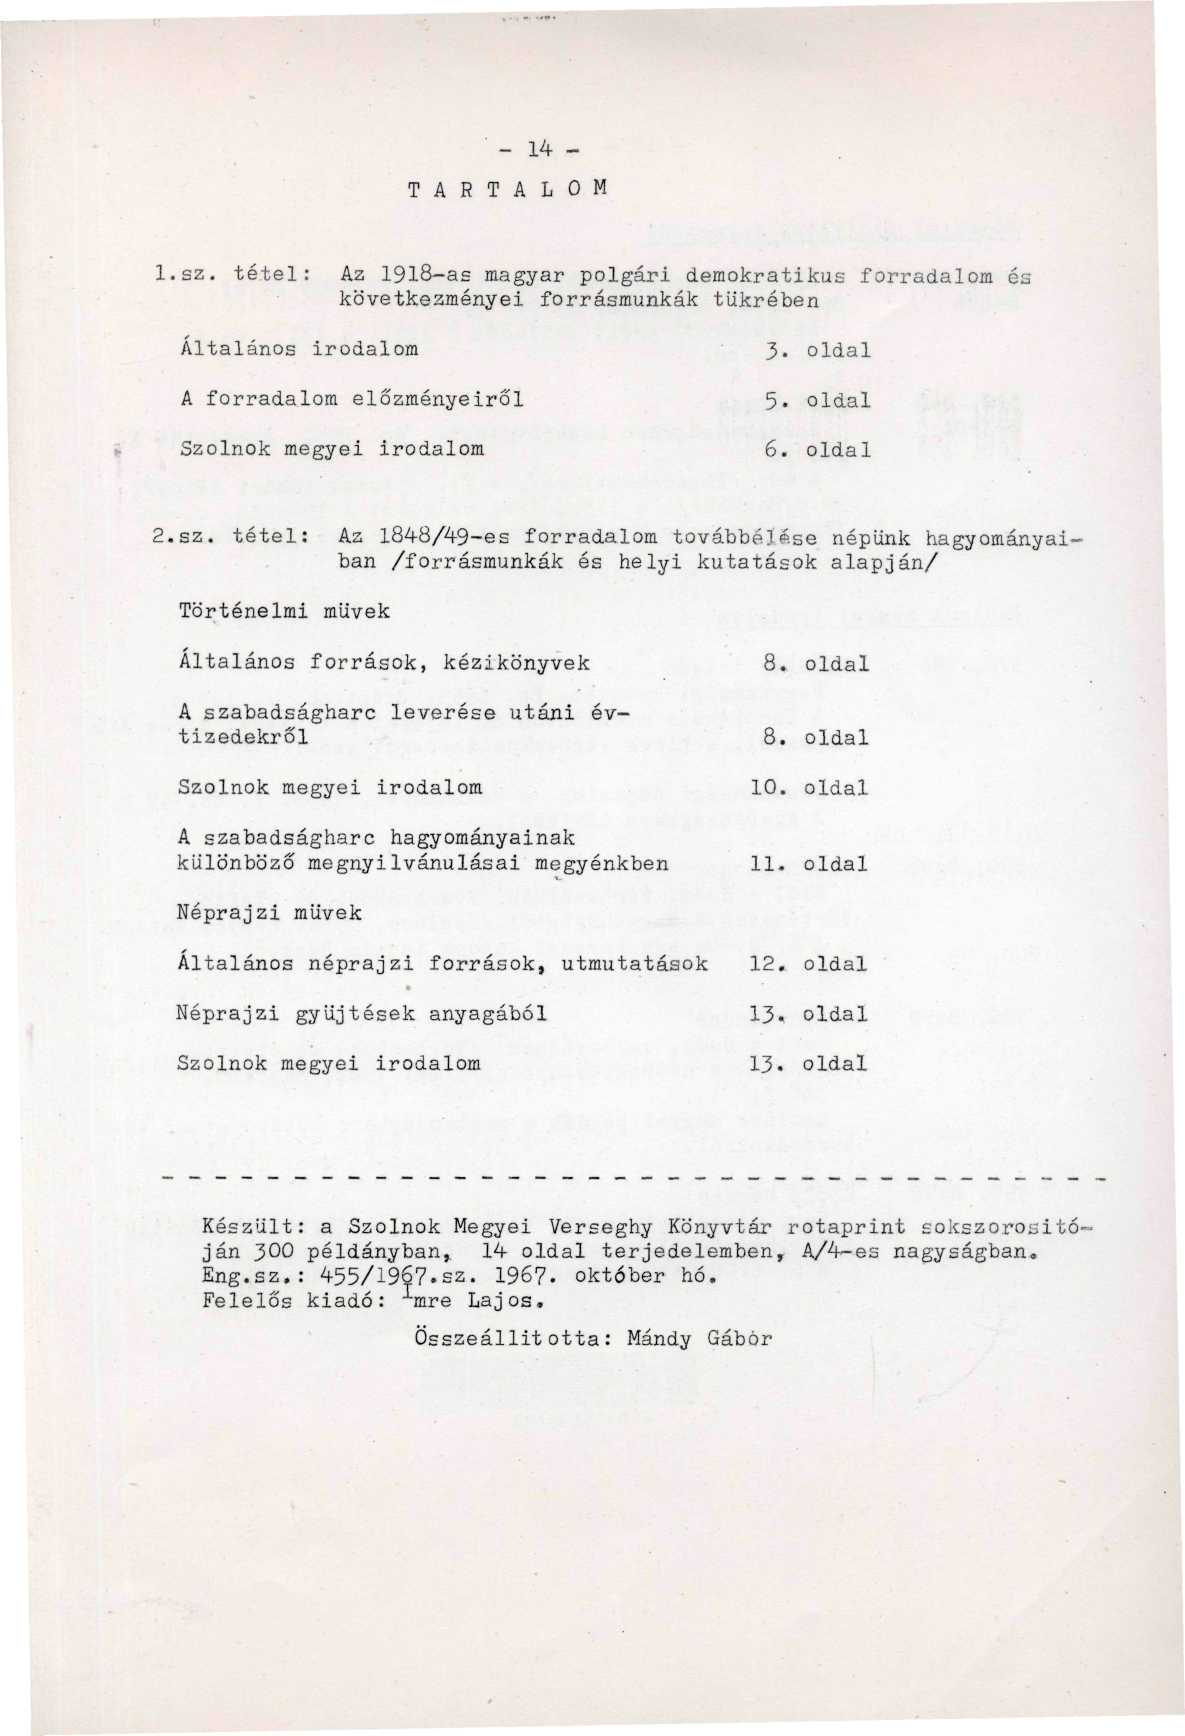 - 14 -
T A R T A L O M
1.sz. tétel: Az 1918-as magyar polgári demokratikus forradalom és
következményei forrásmunkák tükrében
Általános irodalom 3. oldal
A forradalom előzményeiről 5. oldal
Szolnok megyei irodalom 6. oldal
2.sz. tétel: Az 1848/49-es forradalom továbbélése népünk hagyományai-
ban /forrásmunkák és helyi kutatások alapján/
Történelmi müvek
Általános források, kézikönyvek 8. oldal
A szabadságharc leverése utáni év-
tizedekről 8. oldal
Szolnok megyei irodalom 10. oldal
A szabadságharc hagyományainak
különböző megnyilvánulásai megyénkben 11. oldal
Néprajzi müvek
Általános néprajzi források, utmutatások 12. oldal
Néprajzi gyüjtések anyagából 13. oldal
Szolnok megyei irodalom 13. oldal
Készült: a Szolnok Megyei Verseghy Könyvtár rotaprint sokszorositó-
ján 300 példányban, 14 oldal terjedelemben, A/4-es nagyságban.
Eng.sz.: 455/1967.sz. 1967. október hó.
Felelős kiadó: Imre Lajos.
Összeállitotta: Mándy Gábor